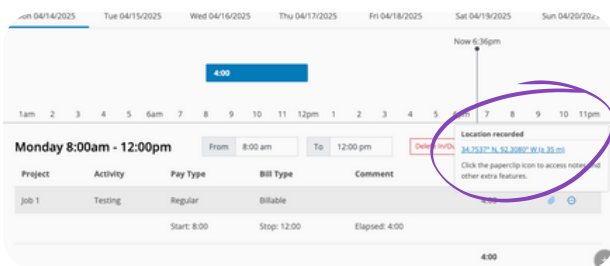 Mon 04/14/2025 Tue 04/15/2025 Wed 04/16/2025 Thu 04/17/2025 Fri 04/18/2025 Sat 04/19/2025 Sun 04/20/2025
Now 6:36pm
4:00
1am 2 3 4 5 6am 7 8 9 10 11 12pm 1 2 3 4 5 6pm 7 8 9 10 11pm
Location recorded
34.7537° N, 92.3080° W (± 35 m)
Click the paperclip icon to access notes and
other extra features.
Monday 8:00am - 12:00pm From 8:00 am To 12:00 pm Delete In/Ou
Project Activity Pay Type Bill Type Comment
Job 1 Testing Regular Billable 4:00
Start: 8:00 Stop: 12:00 Elapsed: 4:00
4:00